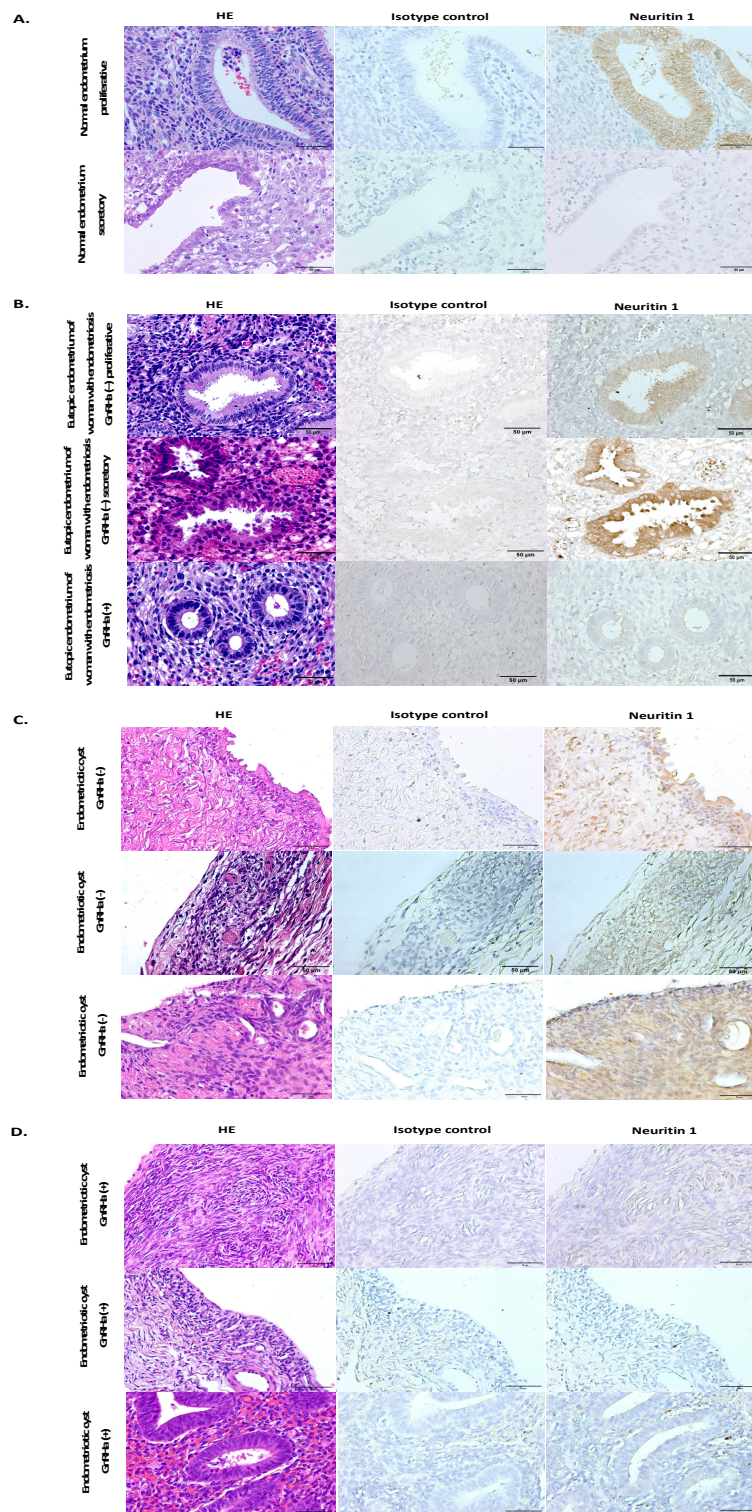 A.
HE Isotype control Neuritin 1
Normal endometrium
proliferative
Normal endometrium
secretory
B.
HE Isotype control Neuritin 1
Eutopic endometrium of
woman with endometriosis
GnRHa (−) proliferative
50 μm 50 μm 50 μm
Eutopic endometrium of
woman with endometriosis
GnRHa (−) secretory
50 μm 50 μm
Eutopic endometrium of
woman with endometriosis
GnRHa (+)
50 μm 50 μm 50 μm
C.
HE Isotype control Neuritin 1
Endometriotic cyst
GnRHa (-)
Endometriotic cyst
GnRHa (-)
50 μm 50 μm 50 μm
Endometriotic cyst
GnRHa (-)
D.
HE Isotype control Neuritin 1
Endometriotic cyst
GnRHa (+)
Endometriotic cyst
GnRHa (+)
Endometriotic cyst
GnRHa (+)